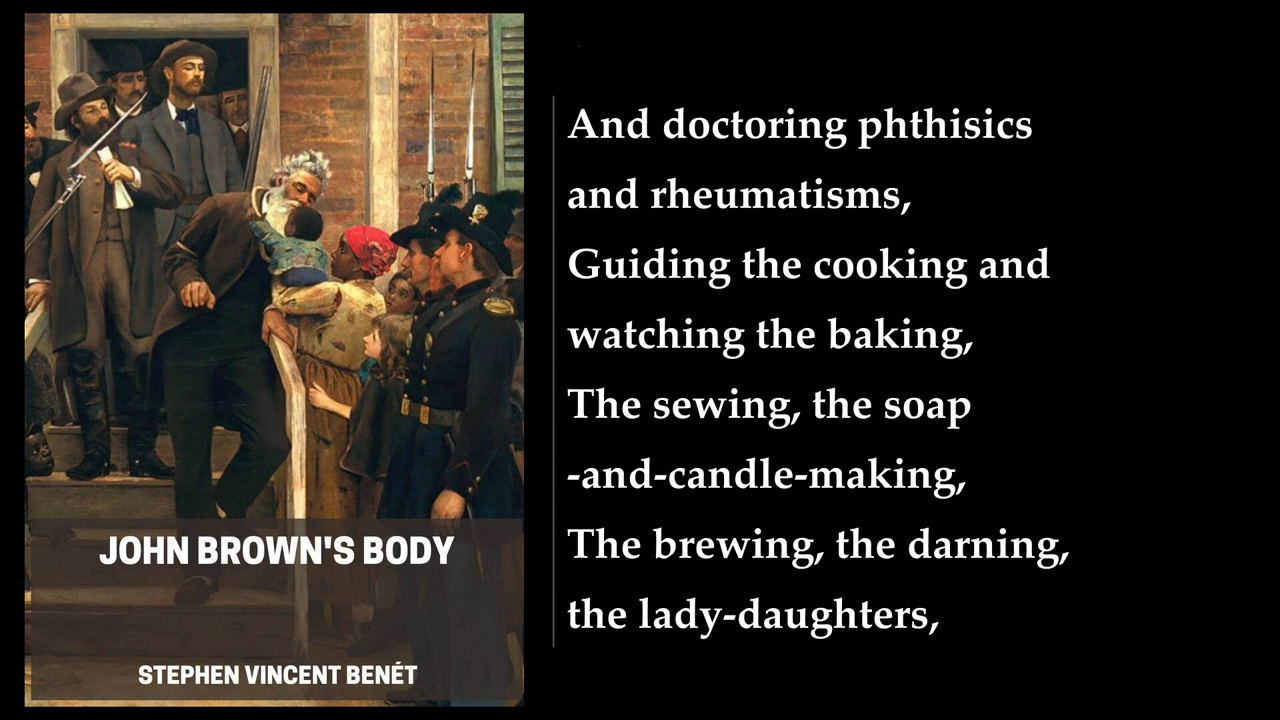 JOHN BROWN'S BODY
STEPHEN VINCENT BENÉT
And doctoring phthisics
and rheumatisms,
Guiding the cooking and
watching the baking,
The sewing, the soap
-and-candle-making,
The brewing, the darning,
the lady-daughters,